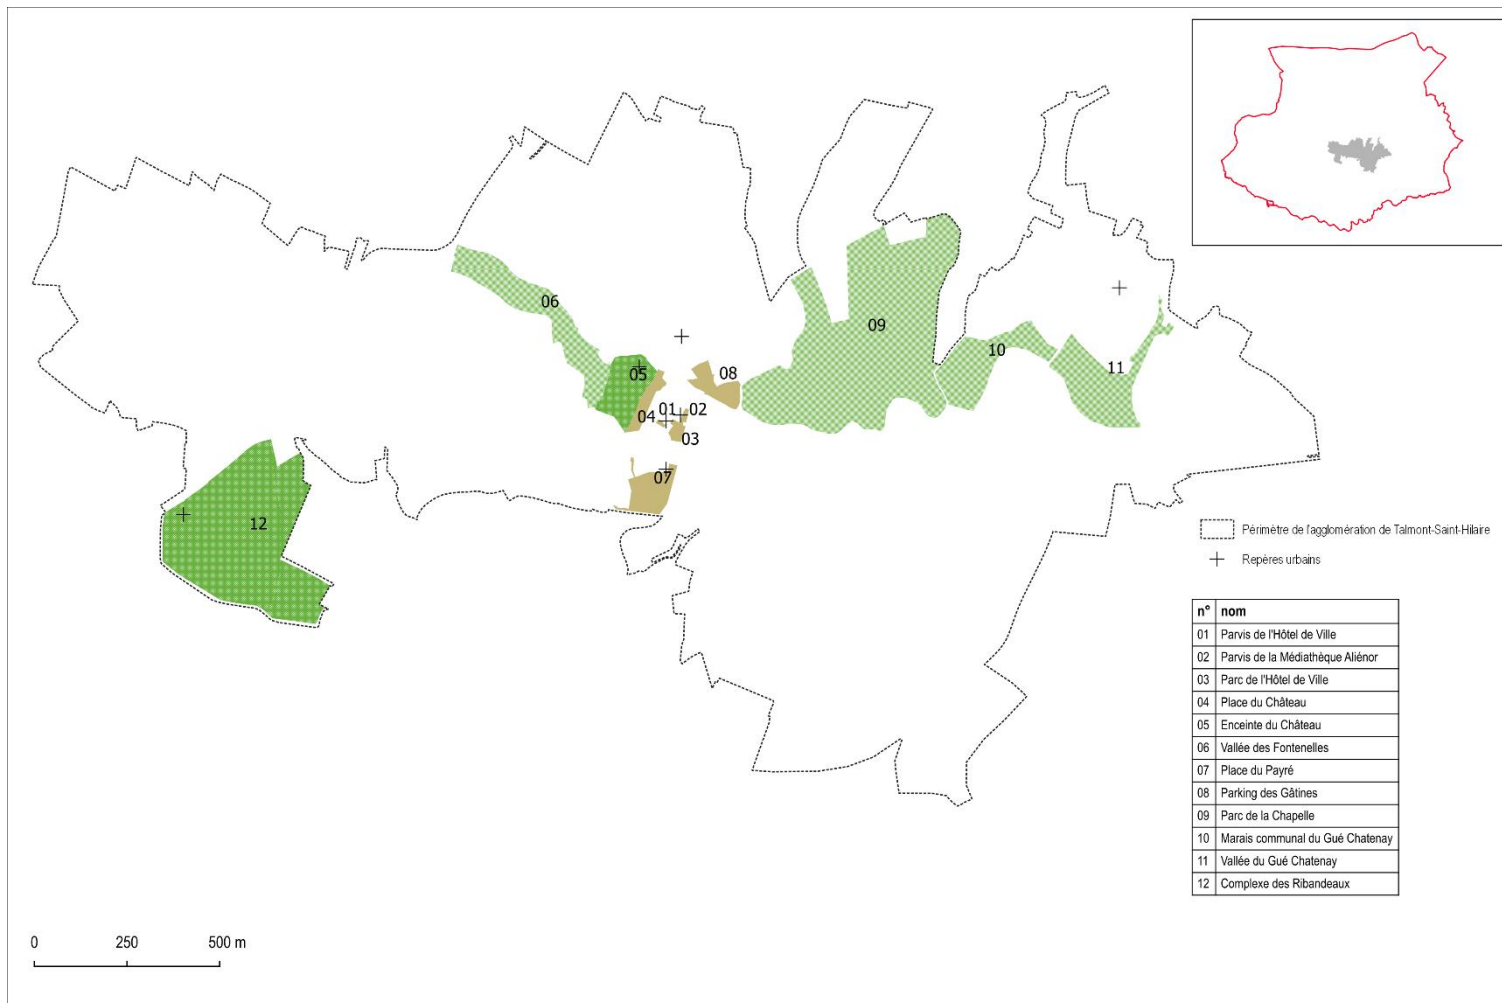 06
09
10
11
05
08
04
01
02
03
07
12
Périmètre de l'agglomération de Talmont-Saint-Hilaire
Repères urbains
n° nom
01 Parvis de l'Hôtel de Ville
02 Parvis de la Médiathèque Aliénor
03 Parc de l'Hôtel de Ville
04 Place du Château
05 Enceinte du Château
06 Vallée des Fontenelles
07 Place du Payré
08 Parking des Gâtines
09 Parc de la Chapelle
10 Marais communal du Gué Chatenay
11 Vallée du Gué Chatenay
12 Complexe des Ribandeaux
0 250 500 m